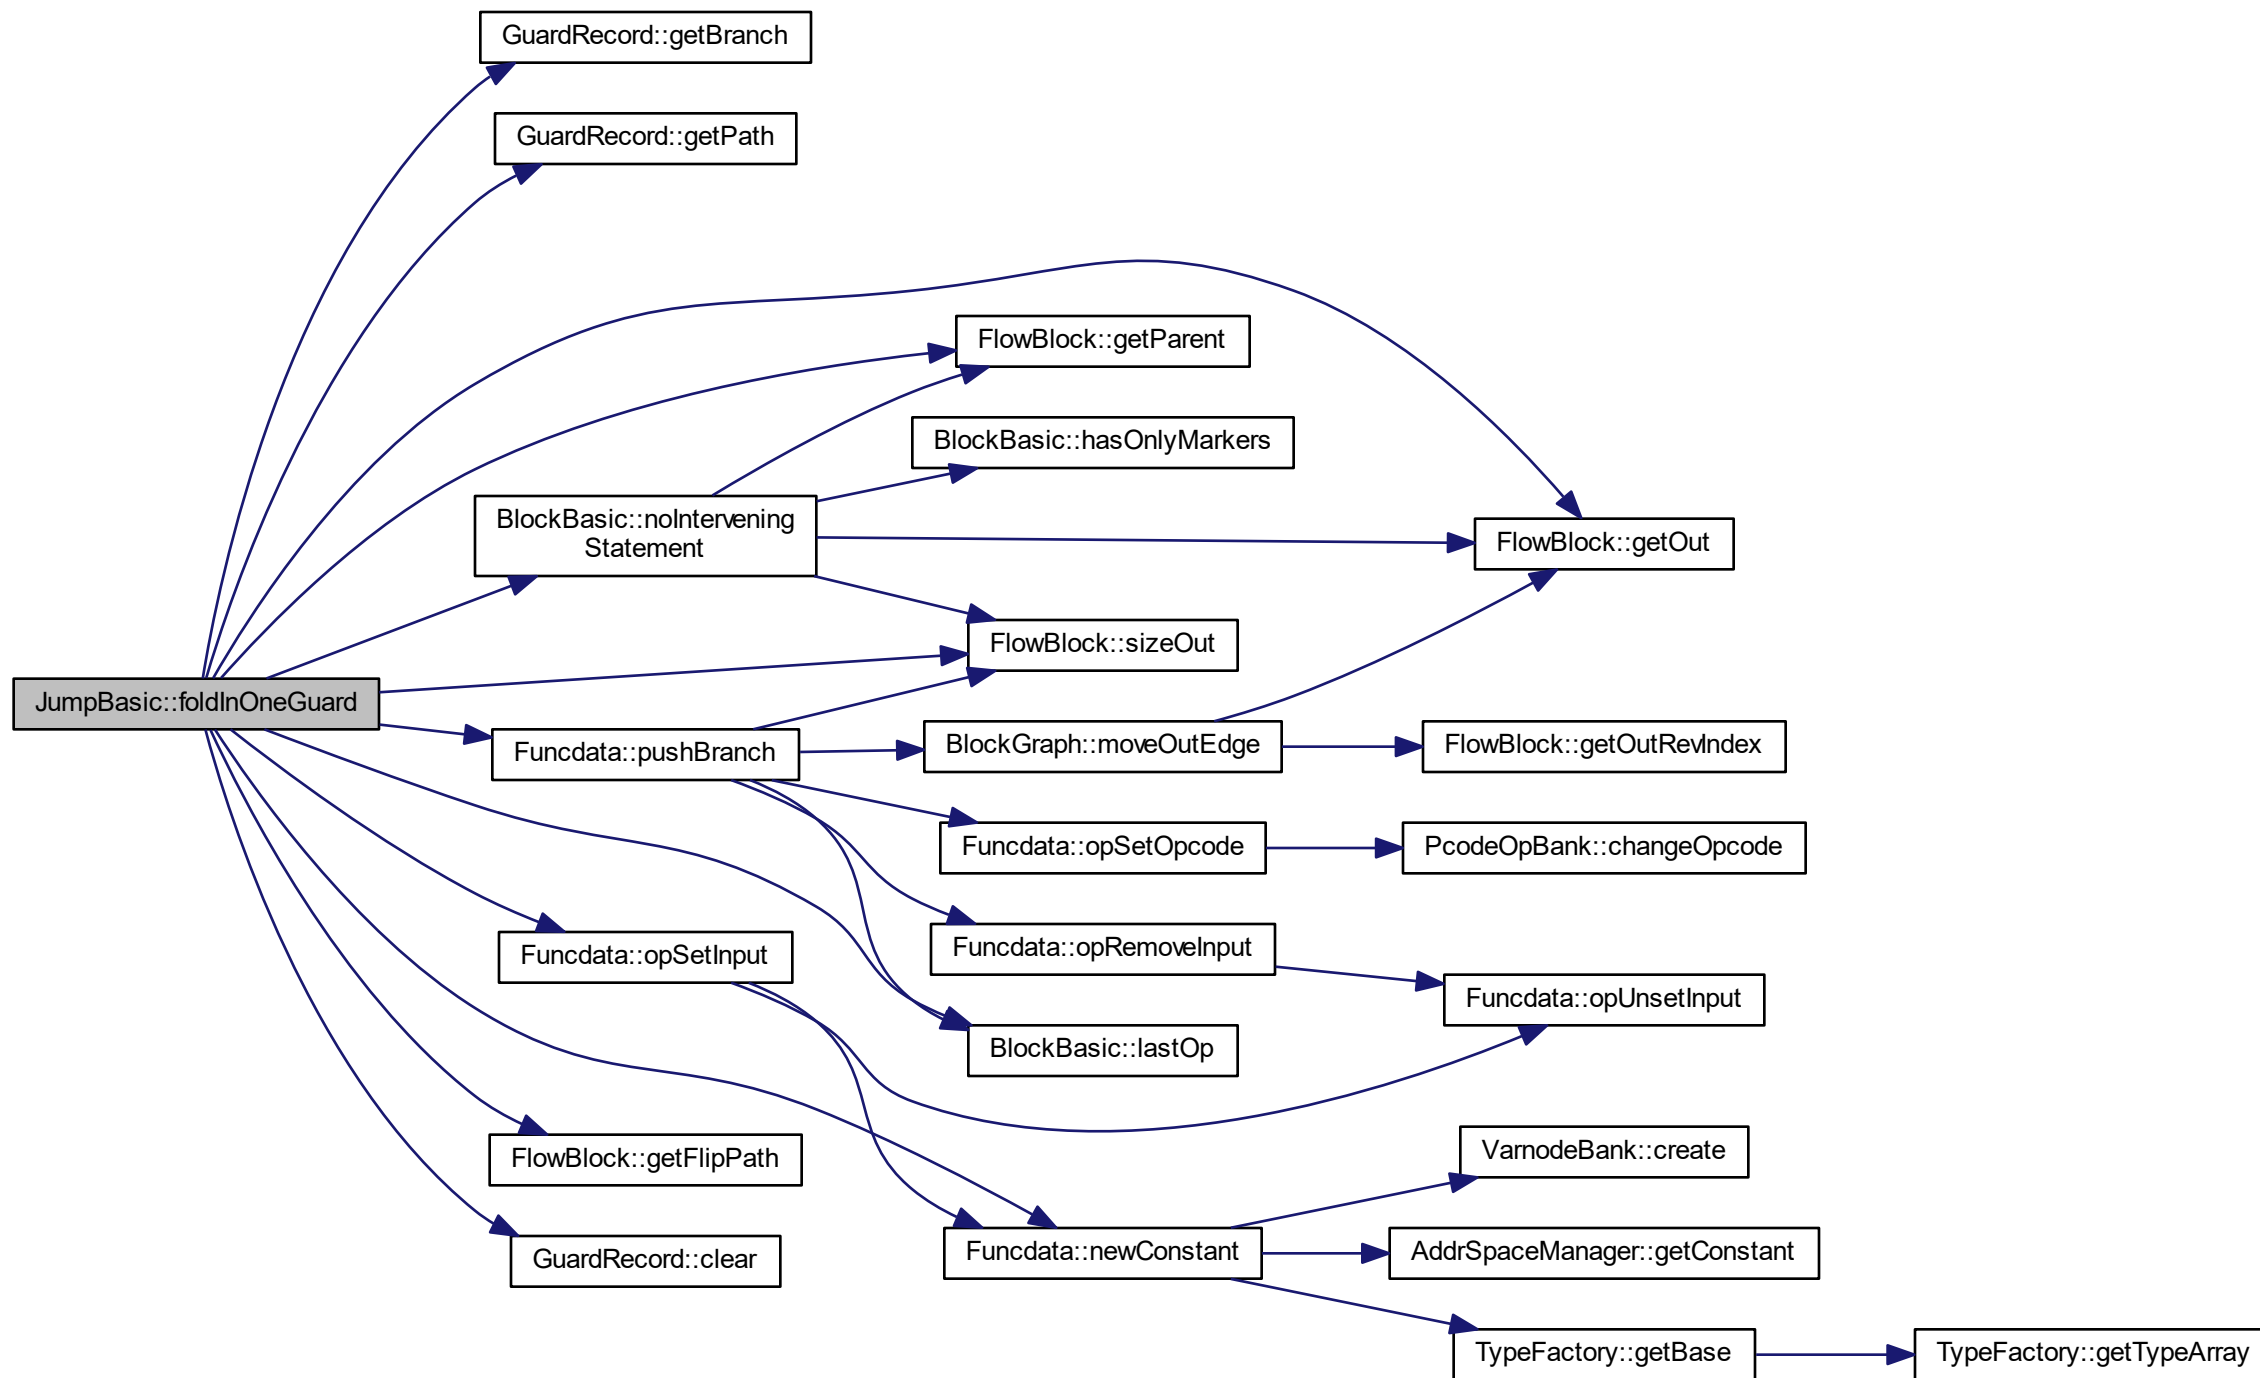 GuardRecord::getBranch
GuardRecord::getPath
FlowBlock::getParent
BlockBasic::hasOnlyMarkers
BlockBasic::noIntervening
Statement
FlowBlock::getOut
FlowBlock::sizeOut
JumpBasic::foldInOneGuard
Funcdata::pushBranch
BlockGraph::moveOutEdge
FlowBlock::getOutRevIndex
Funcdata::opSetOpcode
PcodeOpBank::changeOpcode
Funcdata::opSetInput
Funcdata::opRemoveInput
Funcdata::opUnsetInput
BlockBasic::lastOp
FlowBlock::getFlipPath
VarnodeBank::create
GuardRecord::clear
Funcdata::newConstant
AddrSpaceManager::getConstant
TypeFactory::getBase
TypeFactory::getTypeArray